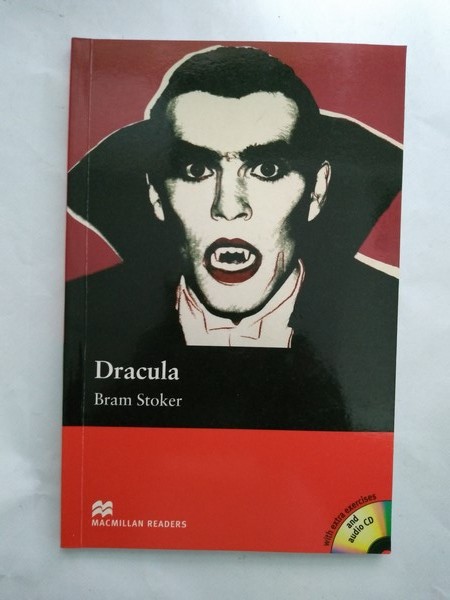 Dracula
Bram Stoker
MACMILLAN READERS
with extra exercises
and
audio CD